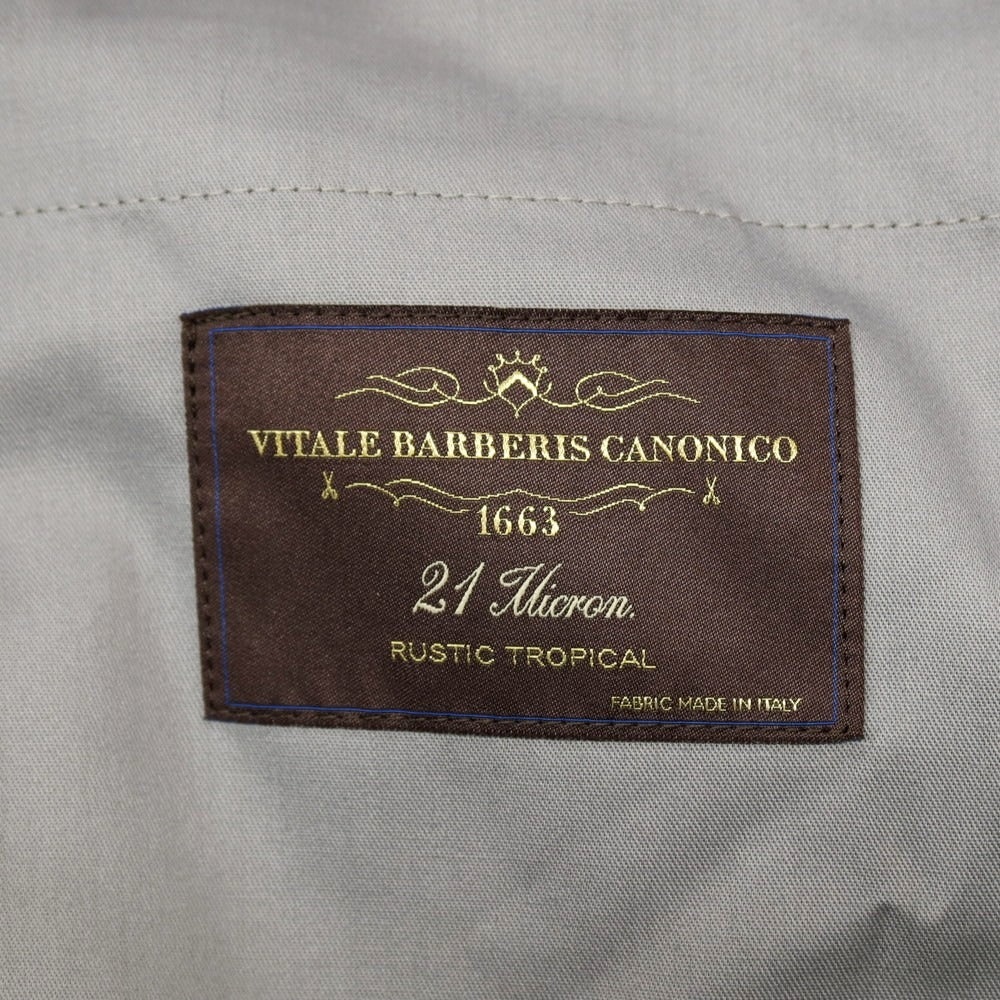 VITALE BARBERIS CANONICO
1663
21 Micron.
RUSTIC TROPICAL
FABRIC MADE IN ITALY